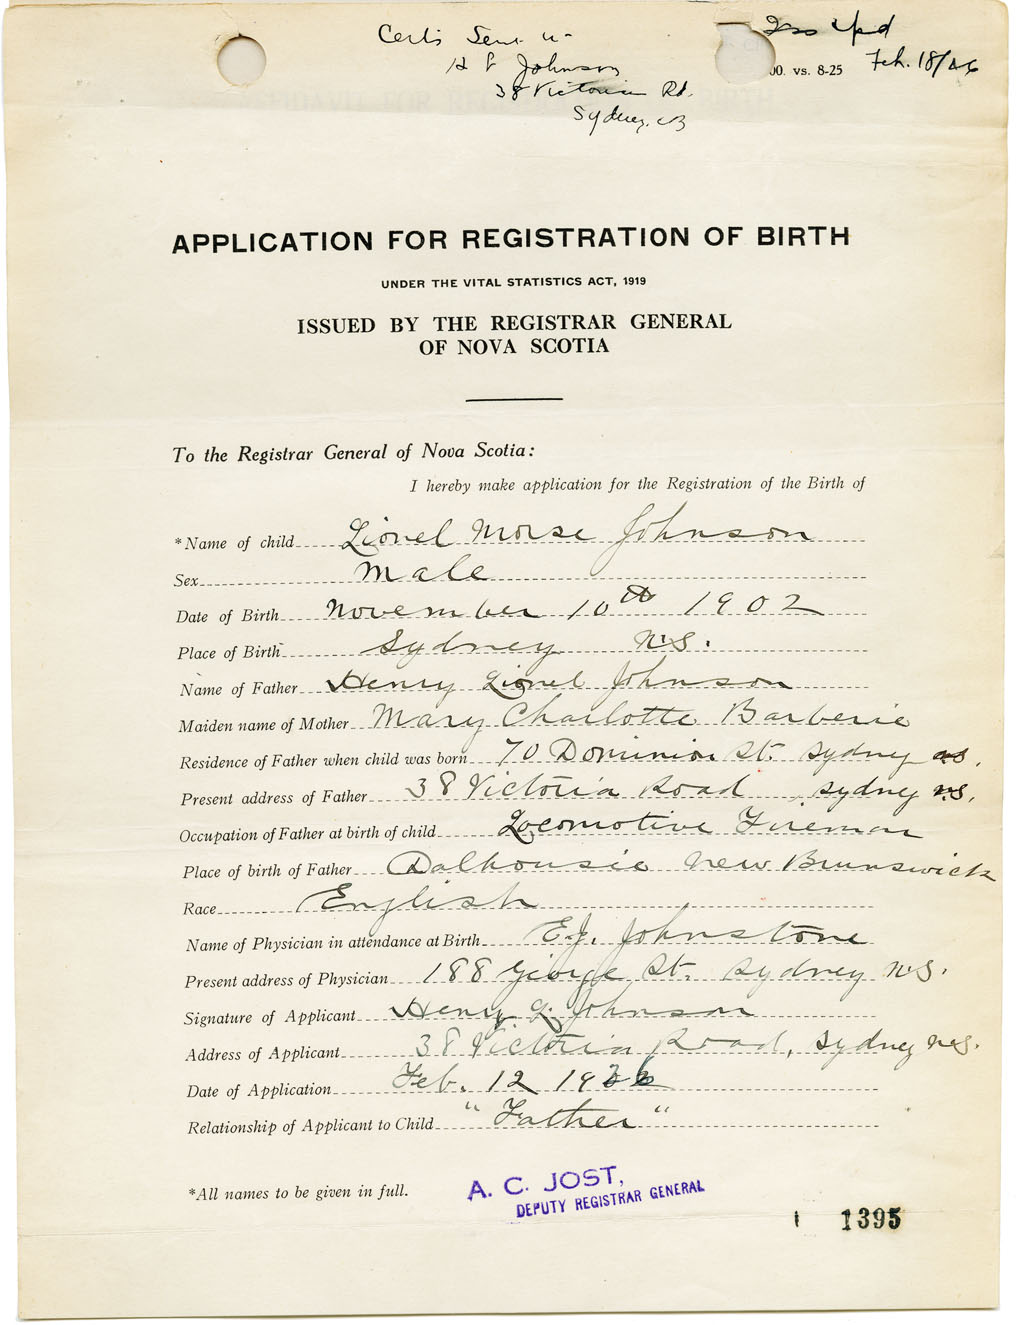 Certs Sent to
H L Johnson
38 Victoria Rd.
Sydney, CB
pd
Feb. 18/26
00. vs. 8-25
APPLICATION FOR REGISTRATION OF BIRTH
UNDER THE VITAL STATISTICS ACT, 1919
ISSUED BY THE REGISTRAR GENERAL
OF NOVA SCOTIA
To the Registrar General of Nova Scotia:
I hereby make application for the Registration of the Birth of
*Name of child Lionel Morse Johnson
Sex Male
Date of Birth November 10th 1902
Place of Birth Sydney N.S.
Name of Father Henry Lionel Johnson
Maiden name of Mother Mary Charlotte Barberie
Residence of Father when child was born 70 Dominion St. Sydney NS.
Present address of Father 38 Victoria Road, Sydney N.S.
Occupation of Father at birth of child Locomotive Fireman
Place of birth of Father Dalhousie New Brunswick
Race English
Name of Physician in attendance at Birth E.J. Johnstone
Present address of Physician 188 George St. Sydney N.S.
Signature of Applicant Henry L. Johnson
Address of Applicant 38 Victoria Road, Sydney N.S.
Date of Application Feb. 12 1926
Relationship of Applicant to Child "Father"
*All names to be given in full.
A. C. JOST,
DEPUTY REGISTRAR GENERAL
1395